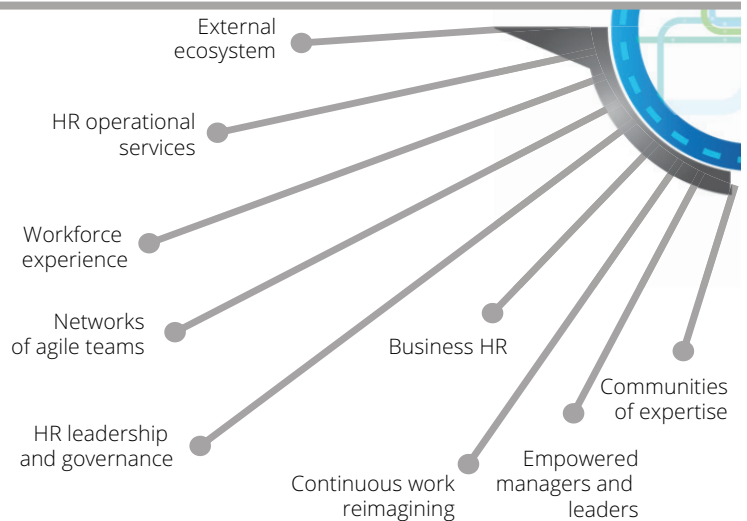 External
ecosystem
HR operational
services
Workforce
experience
Networks
of agile teams
HR leadership
and governance
Business HR
Continuous work
reimagining
Empowered
managers and
leaders
Communities
of expertise